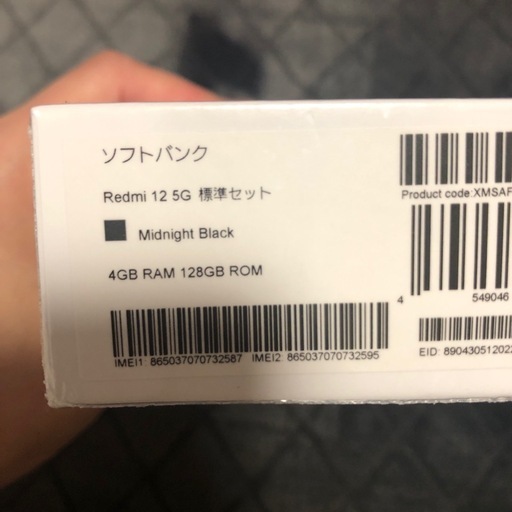 ソフトバンク
Redmi 12 5G 標準セット
Midnight Black
4GB RAM 128GB ROM
IMEI1: 865037070732587 IMEI2: 865037070732595
Product code:XMSAF
4 549046
EID: 890430512022